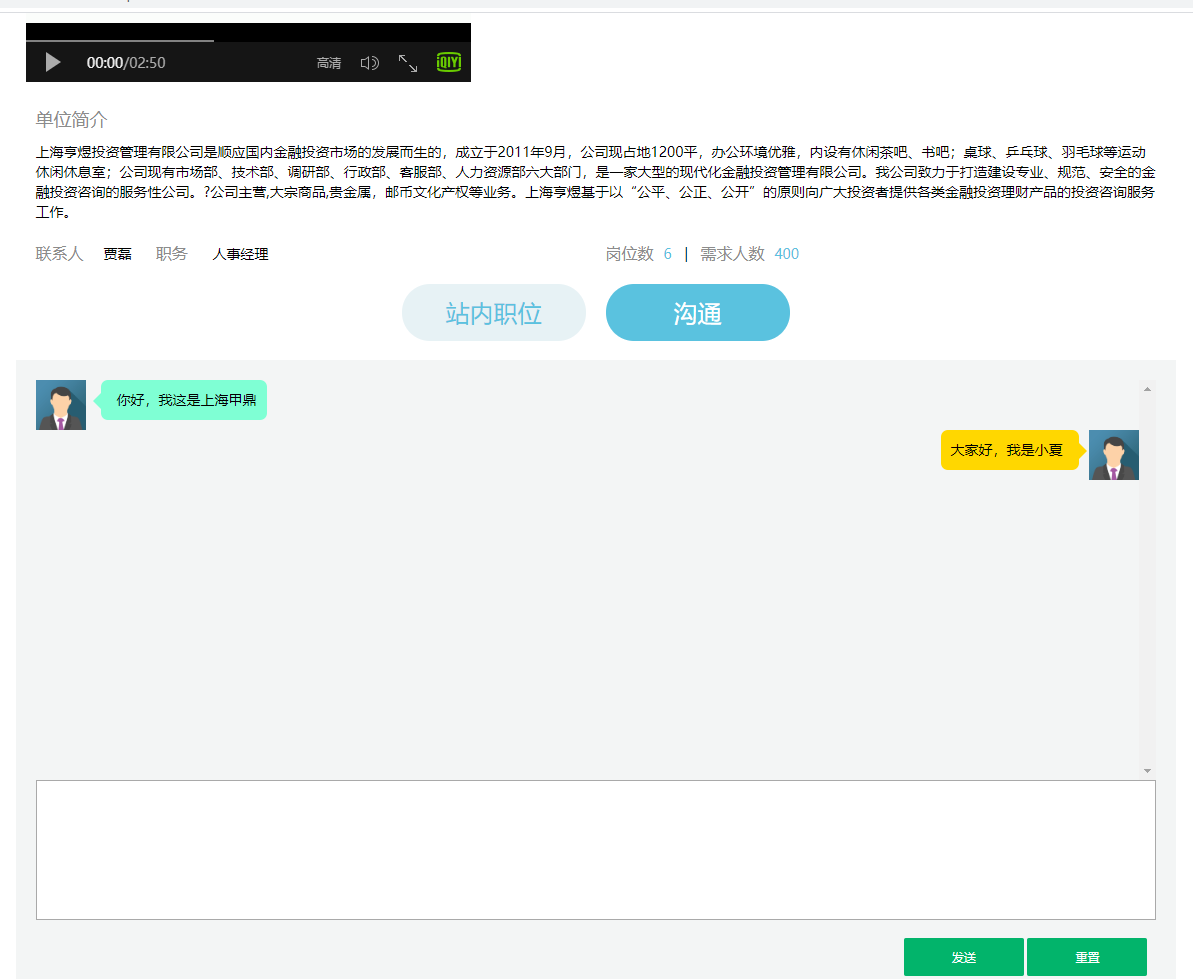 00:00/02:50 高清 iQIYI
单位简介
上海亨煜投资管理有限公司是顺应国内金融投资市场的发展而生的，成立于2011年9月，公司现占地1200平，办公环境优雅，内设有休闲茶吧、书吧；桌球、乒乓球、羽毛球等运动
休闲休息室；公司现有市场部、技术部、调研部、行政部、客服部、人力资源部六大部门，是一家大型的现代化金融投资管理有限公司。我公司致力于打造建设专业、规范、安全的金
融投资咨询的服务性公司。?公司主营,大宗商品,贵金属，邮币文化产权等业务。上海亨煜基于以“公平、公正、公开”的原则向广大投资者提供各类金融投资理财产品的投资咨询服务
工作。
联系人 贾磊 职务 人事经理 岗位数 6 | 需求人数 400
站内职位 沟通
你好，我这是上海甲鼎
大家好，我是小夏
发送 重置